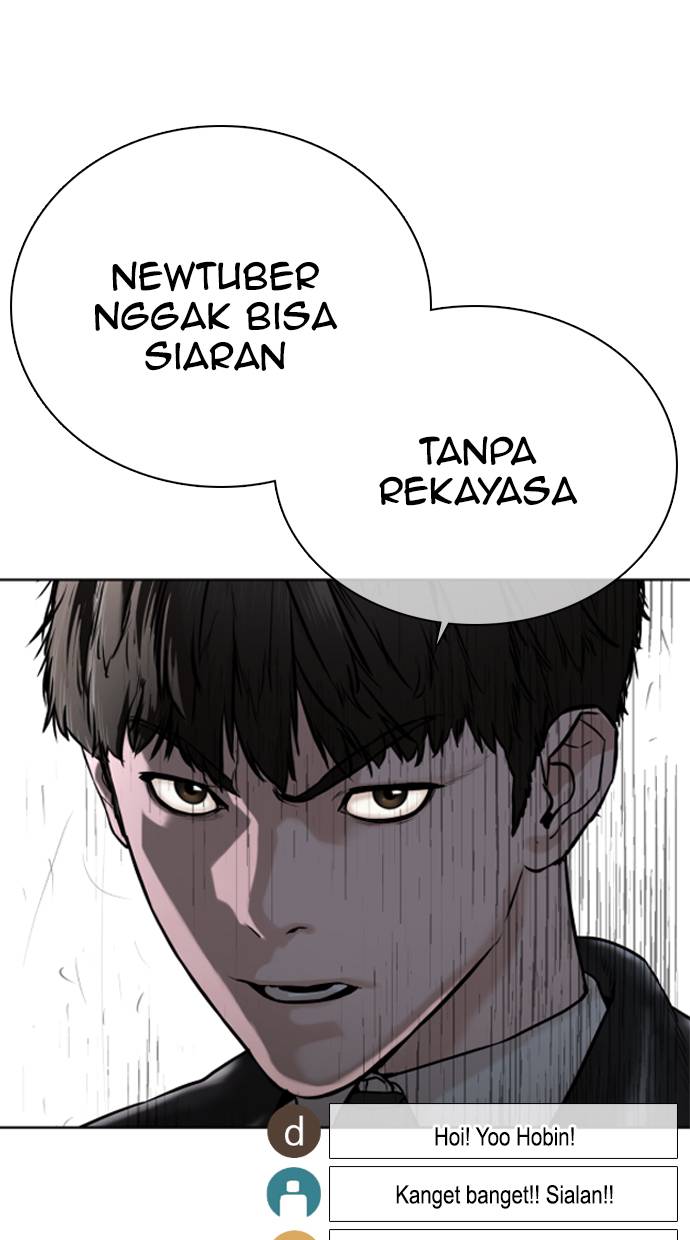 NEWTUBER
NGGAK BISA
SIARAN
TANPA
REKAYASA
d
Hoi! Yoo Hobin!
Kanget banget!! Sialan!!